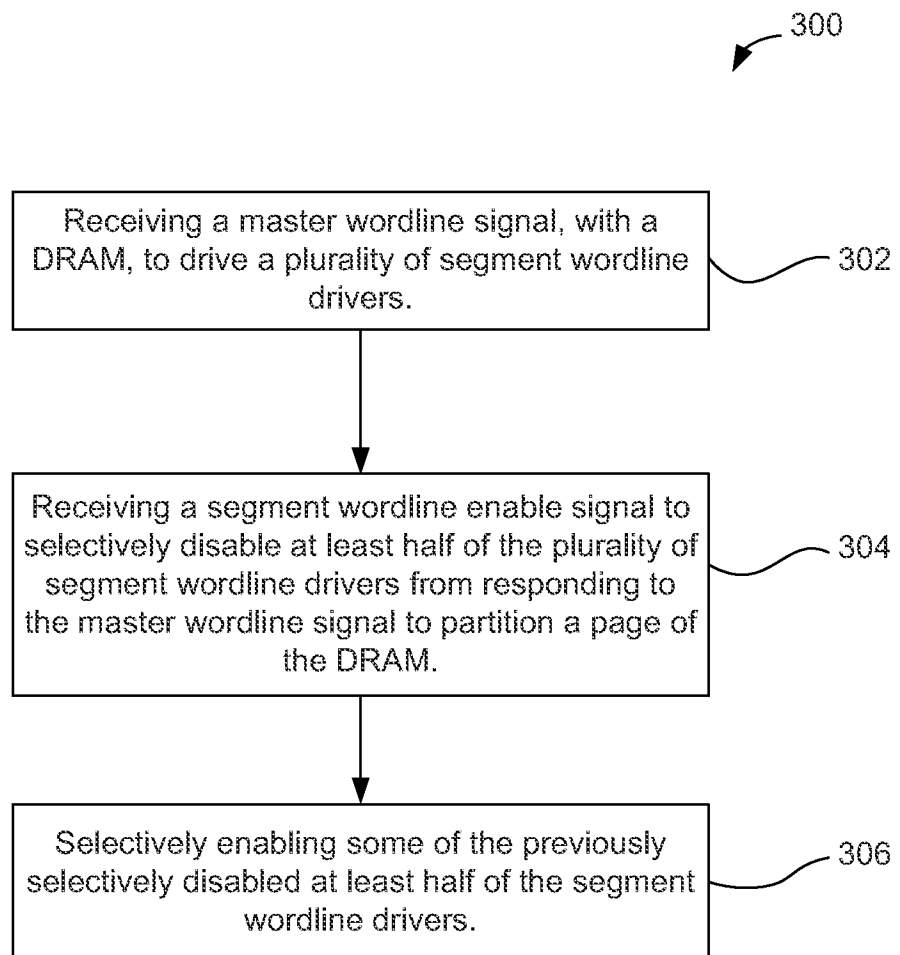 300
Receiving a master wordline signal, with a
DRAM, to drive a plurality of segment wordline
drivers.
302
Receiving a segment wordline enable signal to
selectively disable at least half of the plurality of
segment wordline drivers from responding to
the master wordline signal to partition a page of
the DRAM.
304
Selectively enabling some of the previously
selectively disabled at least half of the segment
wordline drivers.
306